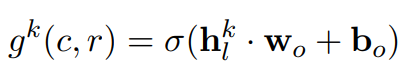 g^k(c, r) = σ(h_l^k · w_o + b_o)